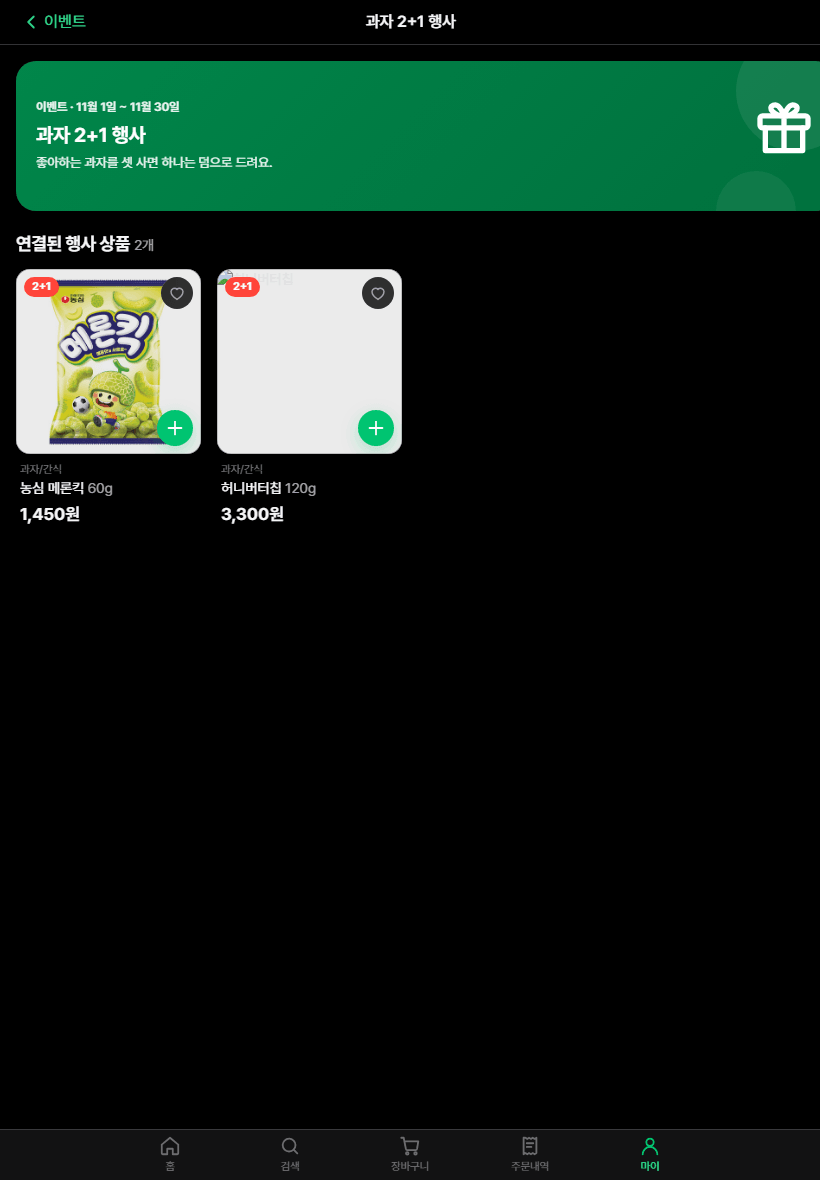 이벤트
과자 2+1 행사
이벤트 · 11월 1일 ~ 11월 30일
과자 2+1 행사
좋아하는 과자를 셋 사면 하나는 덤으로 드려요.
연결된 행사 상품 2개
2+1
농심
메론킥
2+1
버터칩
과자/간식
농심 메론킥 60g
1,450원
과자/간식
허니버터칩 120g
3,300원
홈
검색
장바구니
주문내역
마이